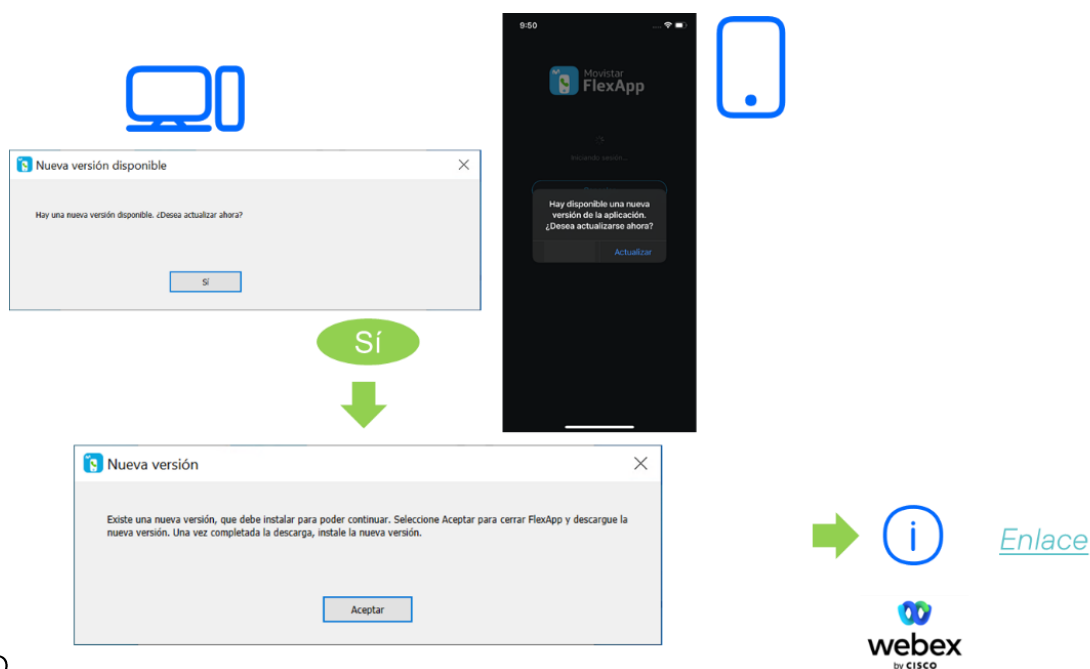 9:50
Movistar
FlexApp
Iniciando sesión...
Hay disponible una nueva
versión de la aplicación.
¿Desea actualizarse ahora?
Actualizar
Nueva versión disponible
Hay una nueva versión disponible. ¿Desea actualizar ahora?
Sí
Sí
Nueva versión
Existe una nueva versión, que debe instalar para poder continuar. Seleccione Aceptar para cerrar FlexApp y descargue la
nueva versión. Una vez completada la descarga, instale la nueva versión.
Aceptar
i
Enlace
webex
by CISCO